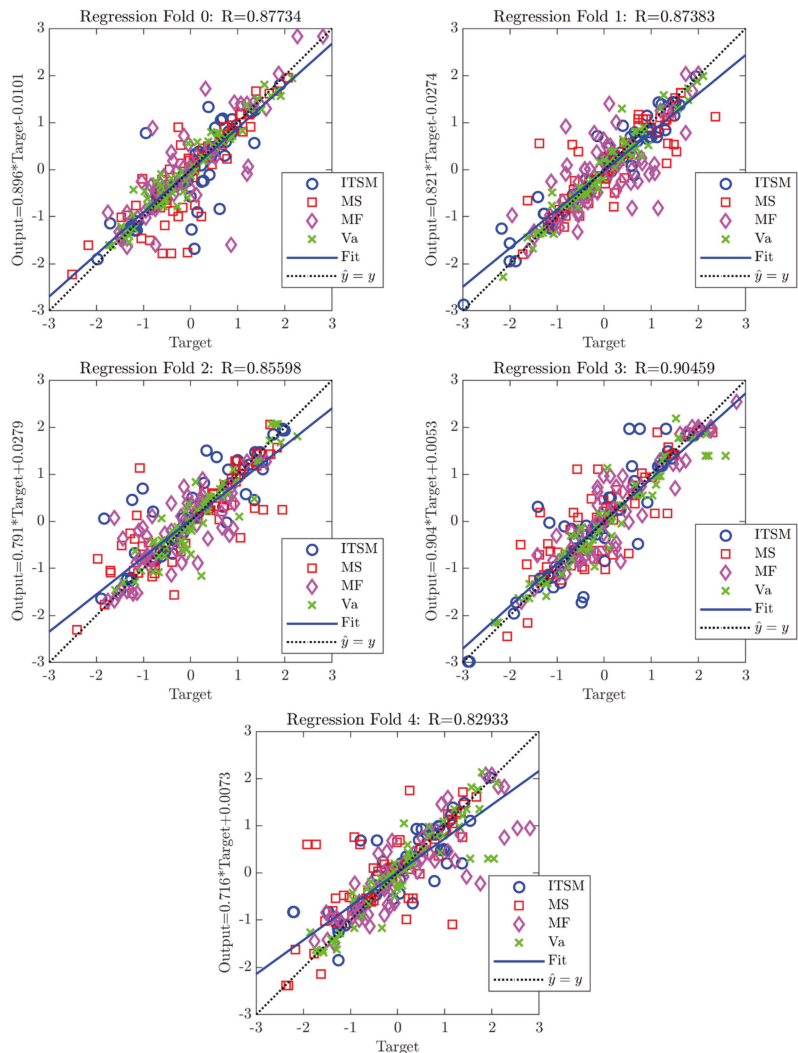 Regression Fold 0: R=0.87734
Output=0.896*Target-0.0101
3
2
1
0
-1
-2
-3
-3 -2 -1 0 1 2 3
Target
ITSM
MS
MF
Va
Fit
ŷ = y
Regression Fold 1: R=0.87383
Output=0.821*Target-0.0274
3
2
1
0
-1
-2
-3
-3 -2 -1 0 1 2 3
Target
ITSM
MS
MF
Va
Fit
ŷ = y
Regression Fold 2: R=0.85598
Output=0.791*Target+0.0279
3
2
1
0
-1
-2
-3
-3 -2 -1 0 1 2 3
Target
ITSM
MS
MF
Va
Fit
ŷ = y
Regression Fold 3: R=0.90459
Output=0.904*Target+0.0053
3
2
1
0
-1
-2
-3
-3 -2 -1 0 1 2 3
Target
ITSM
MS
MF
Va
Fit
ŷ = y
Regression Fold 4: R=0.82933
Output=0.716*Target+0.0073
3
2
1
0
-1
-2
-3
-3 -2 -1 0 1 2 3
Target
ITSM
MS
MF
Va
Fit
ŷ = y